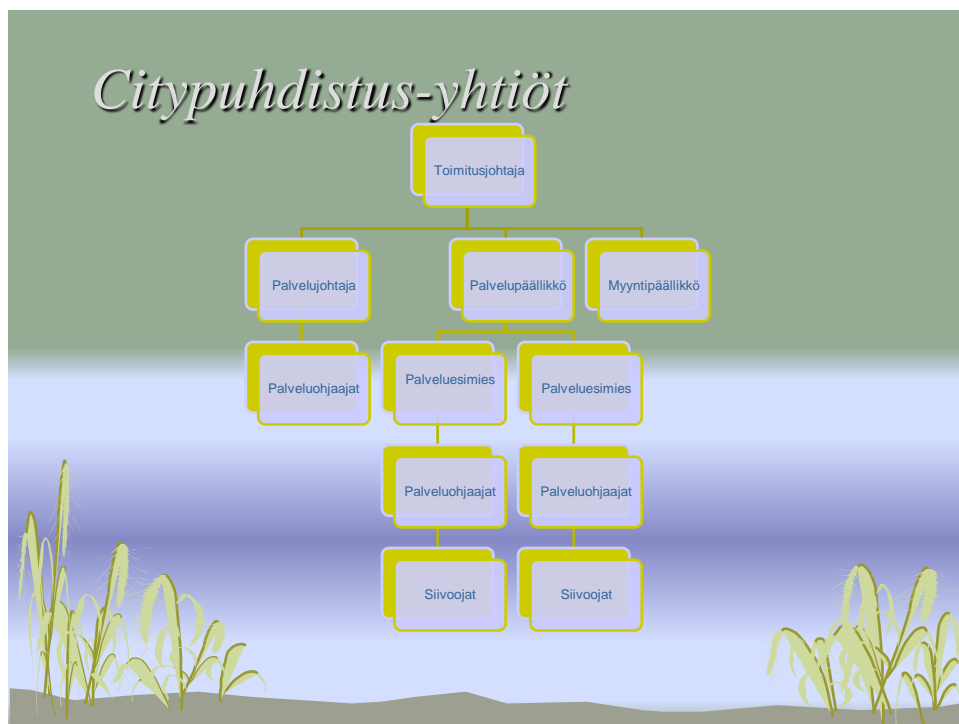 Citypuhdistus-yhtiöt
Toimitusjohtaja
Palvelujohtaja
Palvelupäällikkö
Myyntipäällikkö
Palveluohjaajat
Palveluesimies
Palveluesimies
Palveluohjaajat
Palveluohjaajat
Siivoojat
Siivoojat